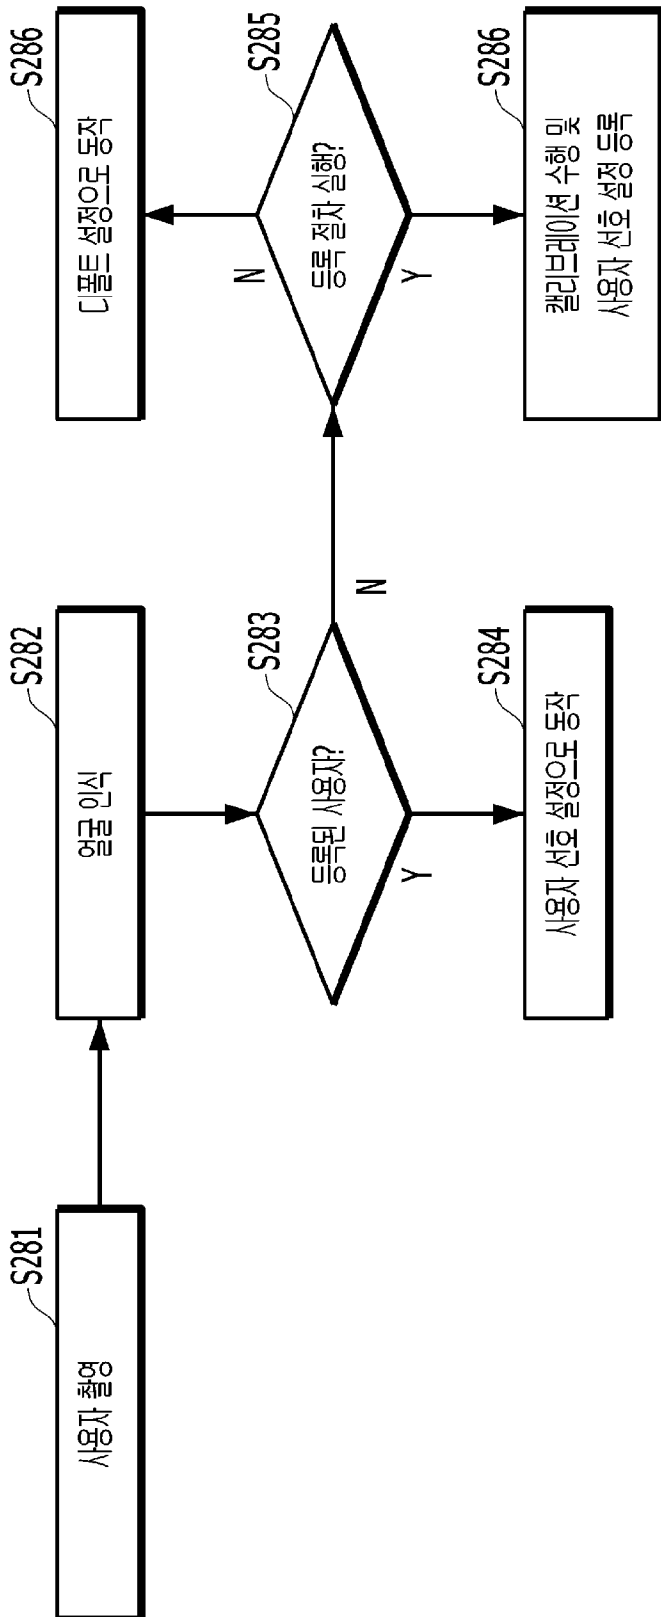 S281
사용자 촬영
S282
얼굴 인식
S283
등록된 사용자?
Y
N
S284
사용자 선호 설정으로 동작
S285
등록 절차 실행?
N
Y
S286
디폴트 설정으로 동작
S286
캘리브레이션 수행 및
사용자 선호 설정 등록